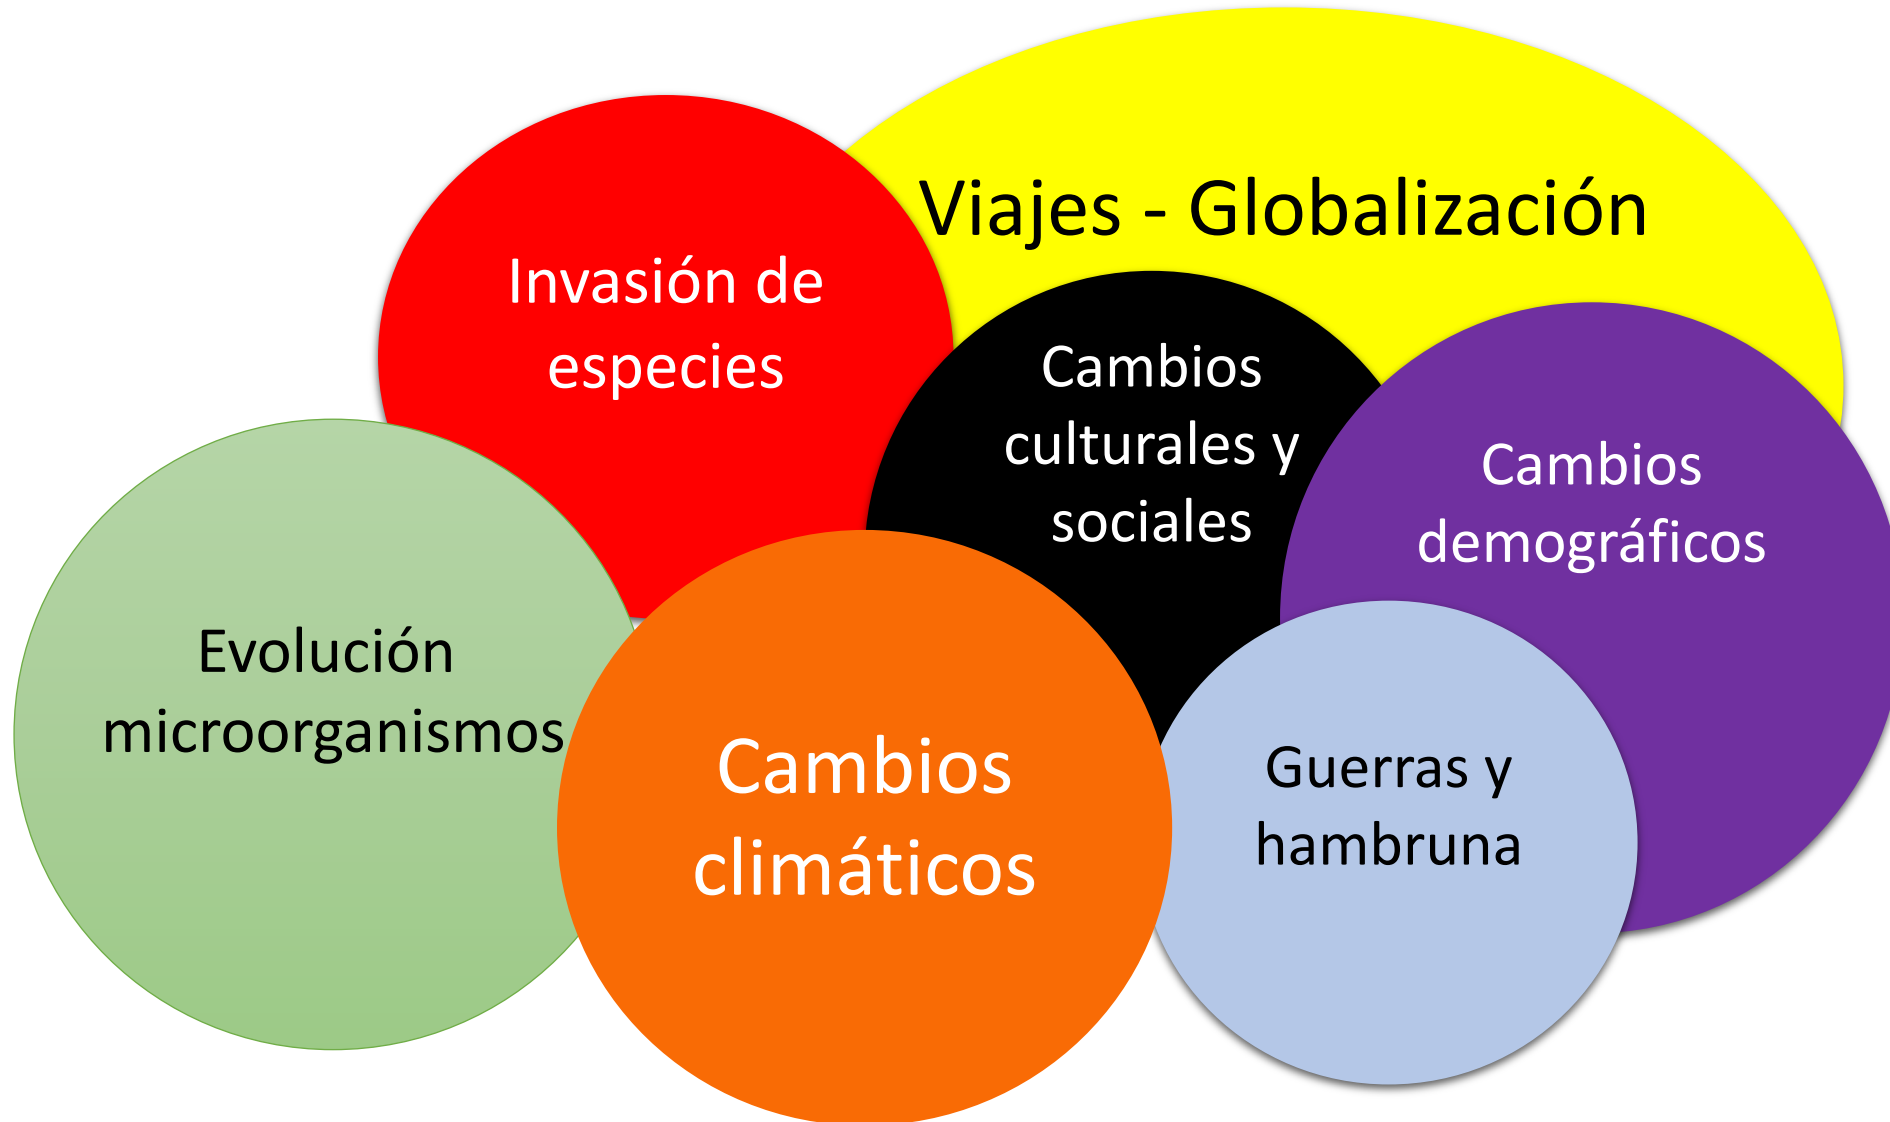 Viajes - Globalización
Invasión de
especies
Cambios
culturales y
sociales
Cambios
demográficos
Evolución
microorganismos
Cambios
climáticos
Guerras y
hambruna